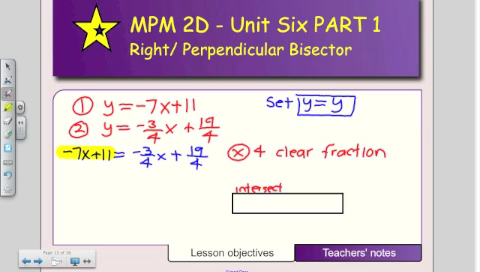 MPM 2D - Unit Six PART 1
Right/ Perpendicular Bisector
① y = -7x+11
Set y = y
② y = -3/4 x + 19/4
-7x+11 = -3/4 x + 19/4
ⓧ 4 clear fraction
intersect
Lesson objectives
Teachers' notes